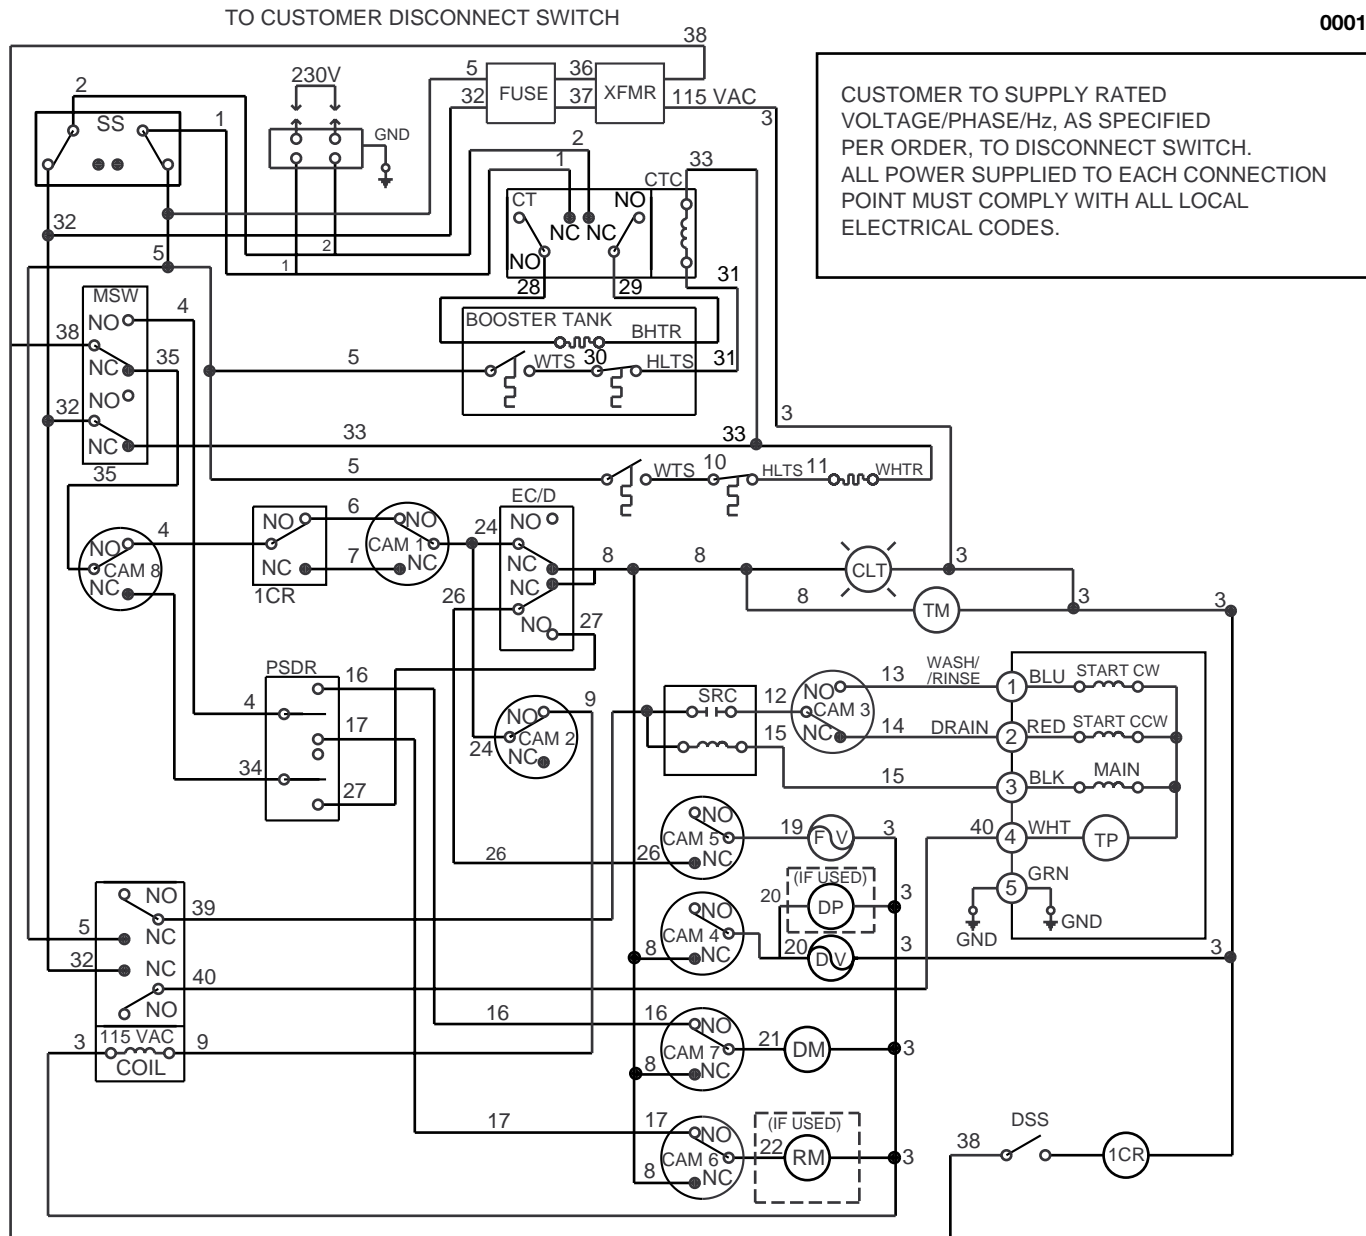 TO CUSTOMER DISCONNECT SWITCH
0001
38
2
230V
5
36
32
FUSE
37
XFMR
115 VAC
3
SS
1
GND
CUSTOMER TO SUPPLY RATED
VOLTAGE/PHASE/Hz, AS SPECIFIED
PER ORDER, TO DISCONNECT SWITCH.
ALL POWER SUPPLIED TO EACH CONNECTION
POINT MUST COMPLY WITH ALL LOCAL
ELECTRICAL CODES.
2
1
33
CTC
CT
NO
NC
NC
NO
32
5
2
1
28
29
31
MSW
4
NO
38
35
NC
NO
32
NC
BOOSTER TANK
BHTR
5
WTS
30
HLTS
31
3
33
33
35
5
WTS
10
HLTS
11
WHTR
EC/D
4
NO
CAM 8
NC
NO
NC
1CR
6
7
NO
CAM 1
NC
24
NO
NC
NC
NO
8
8
CLT
3
26
27
8
TM
3
3
PSDR
16
4
17
34
27
24
NO
CAM 2
NC
9
SRC
12
15
NO
CAM 3
NC
13
WASH/
/RINSE
1
BLU
START CW
14
DRAIN
2
RED
START CCW
15
3
BLK
MAIN
40
4
WHT
TP
5
GRN
GND
GND
26
26
NO
CAM 5
NC
19
F V
3
(IF USED)
20
DP
3
NO
CAM 4
NC
8
20
D V
3
3
NO
5
NC
32
NC
NO
39
40
3
115 VAC
COIL
9
16
16
NO
CAM 7
NC
8
21
DM
3
17
17
NO
CAM 6
NC
8
(IF USED)
22
RM
3
DSS
38
1CR